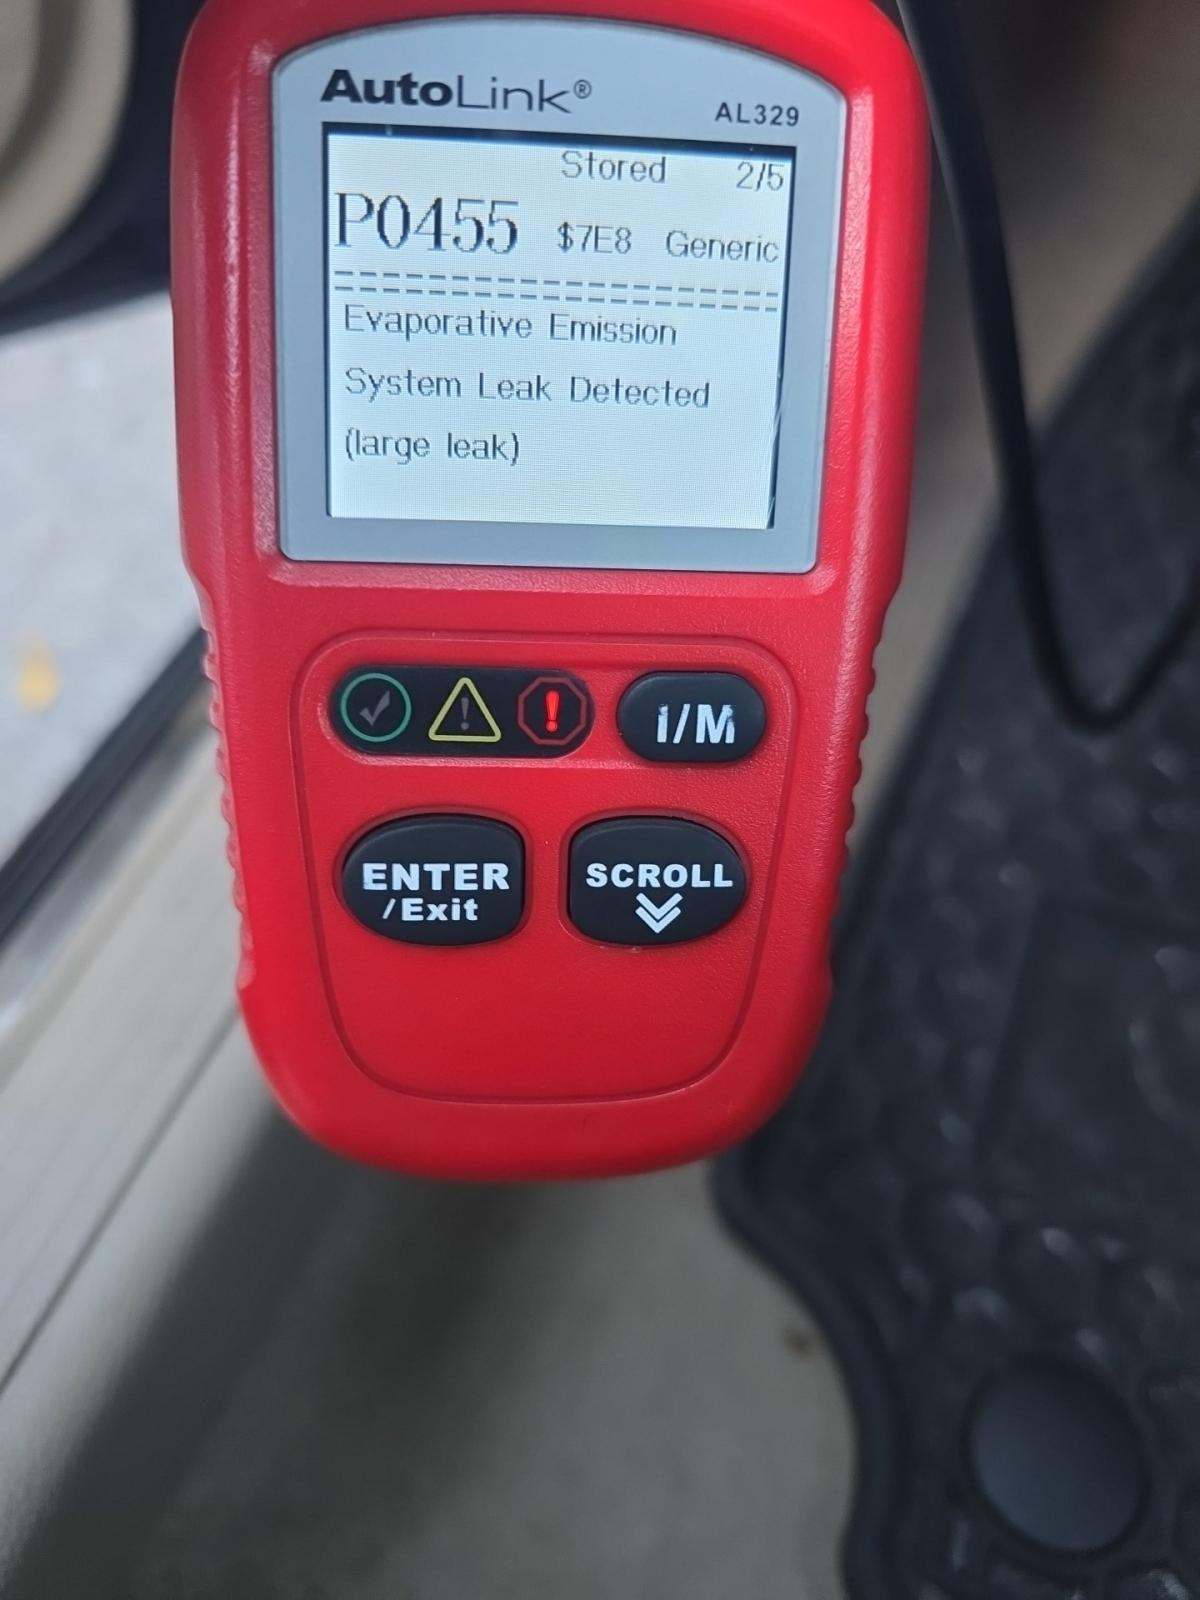 AutoLink®
AL329
Stored 2/5
P0455 $7E8 Generic
Evaporative Emission
System Leak Detected
(large leak)
I/M
ENTER
/Exit
SCROLL